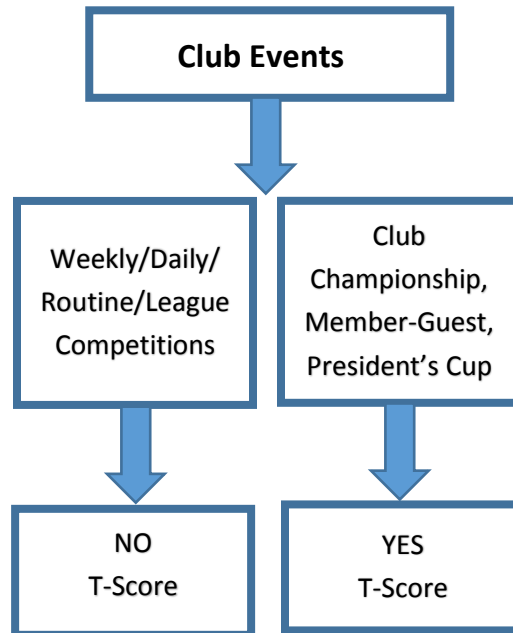 Club Events
Weekly/Daily/
Routine/League
Competitions
Club
Championship,
Member-Guest,
President’s Cup
NO
T-Score
YES
T-Score